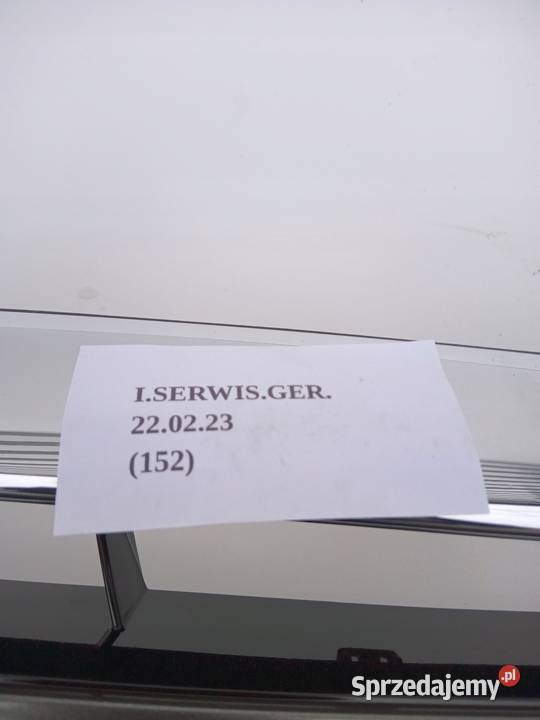 I.SERWIS.GER.
22.02.23
(152)
Sprzedajemy.pl